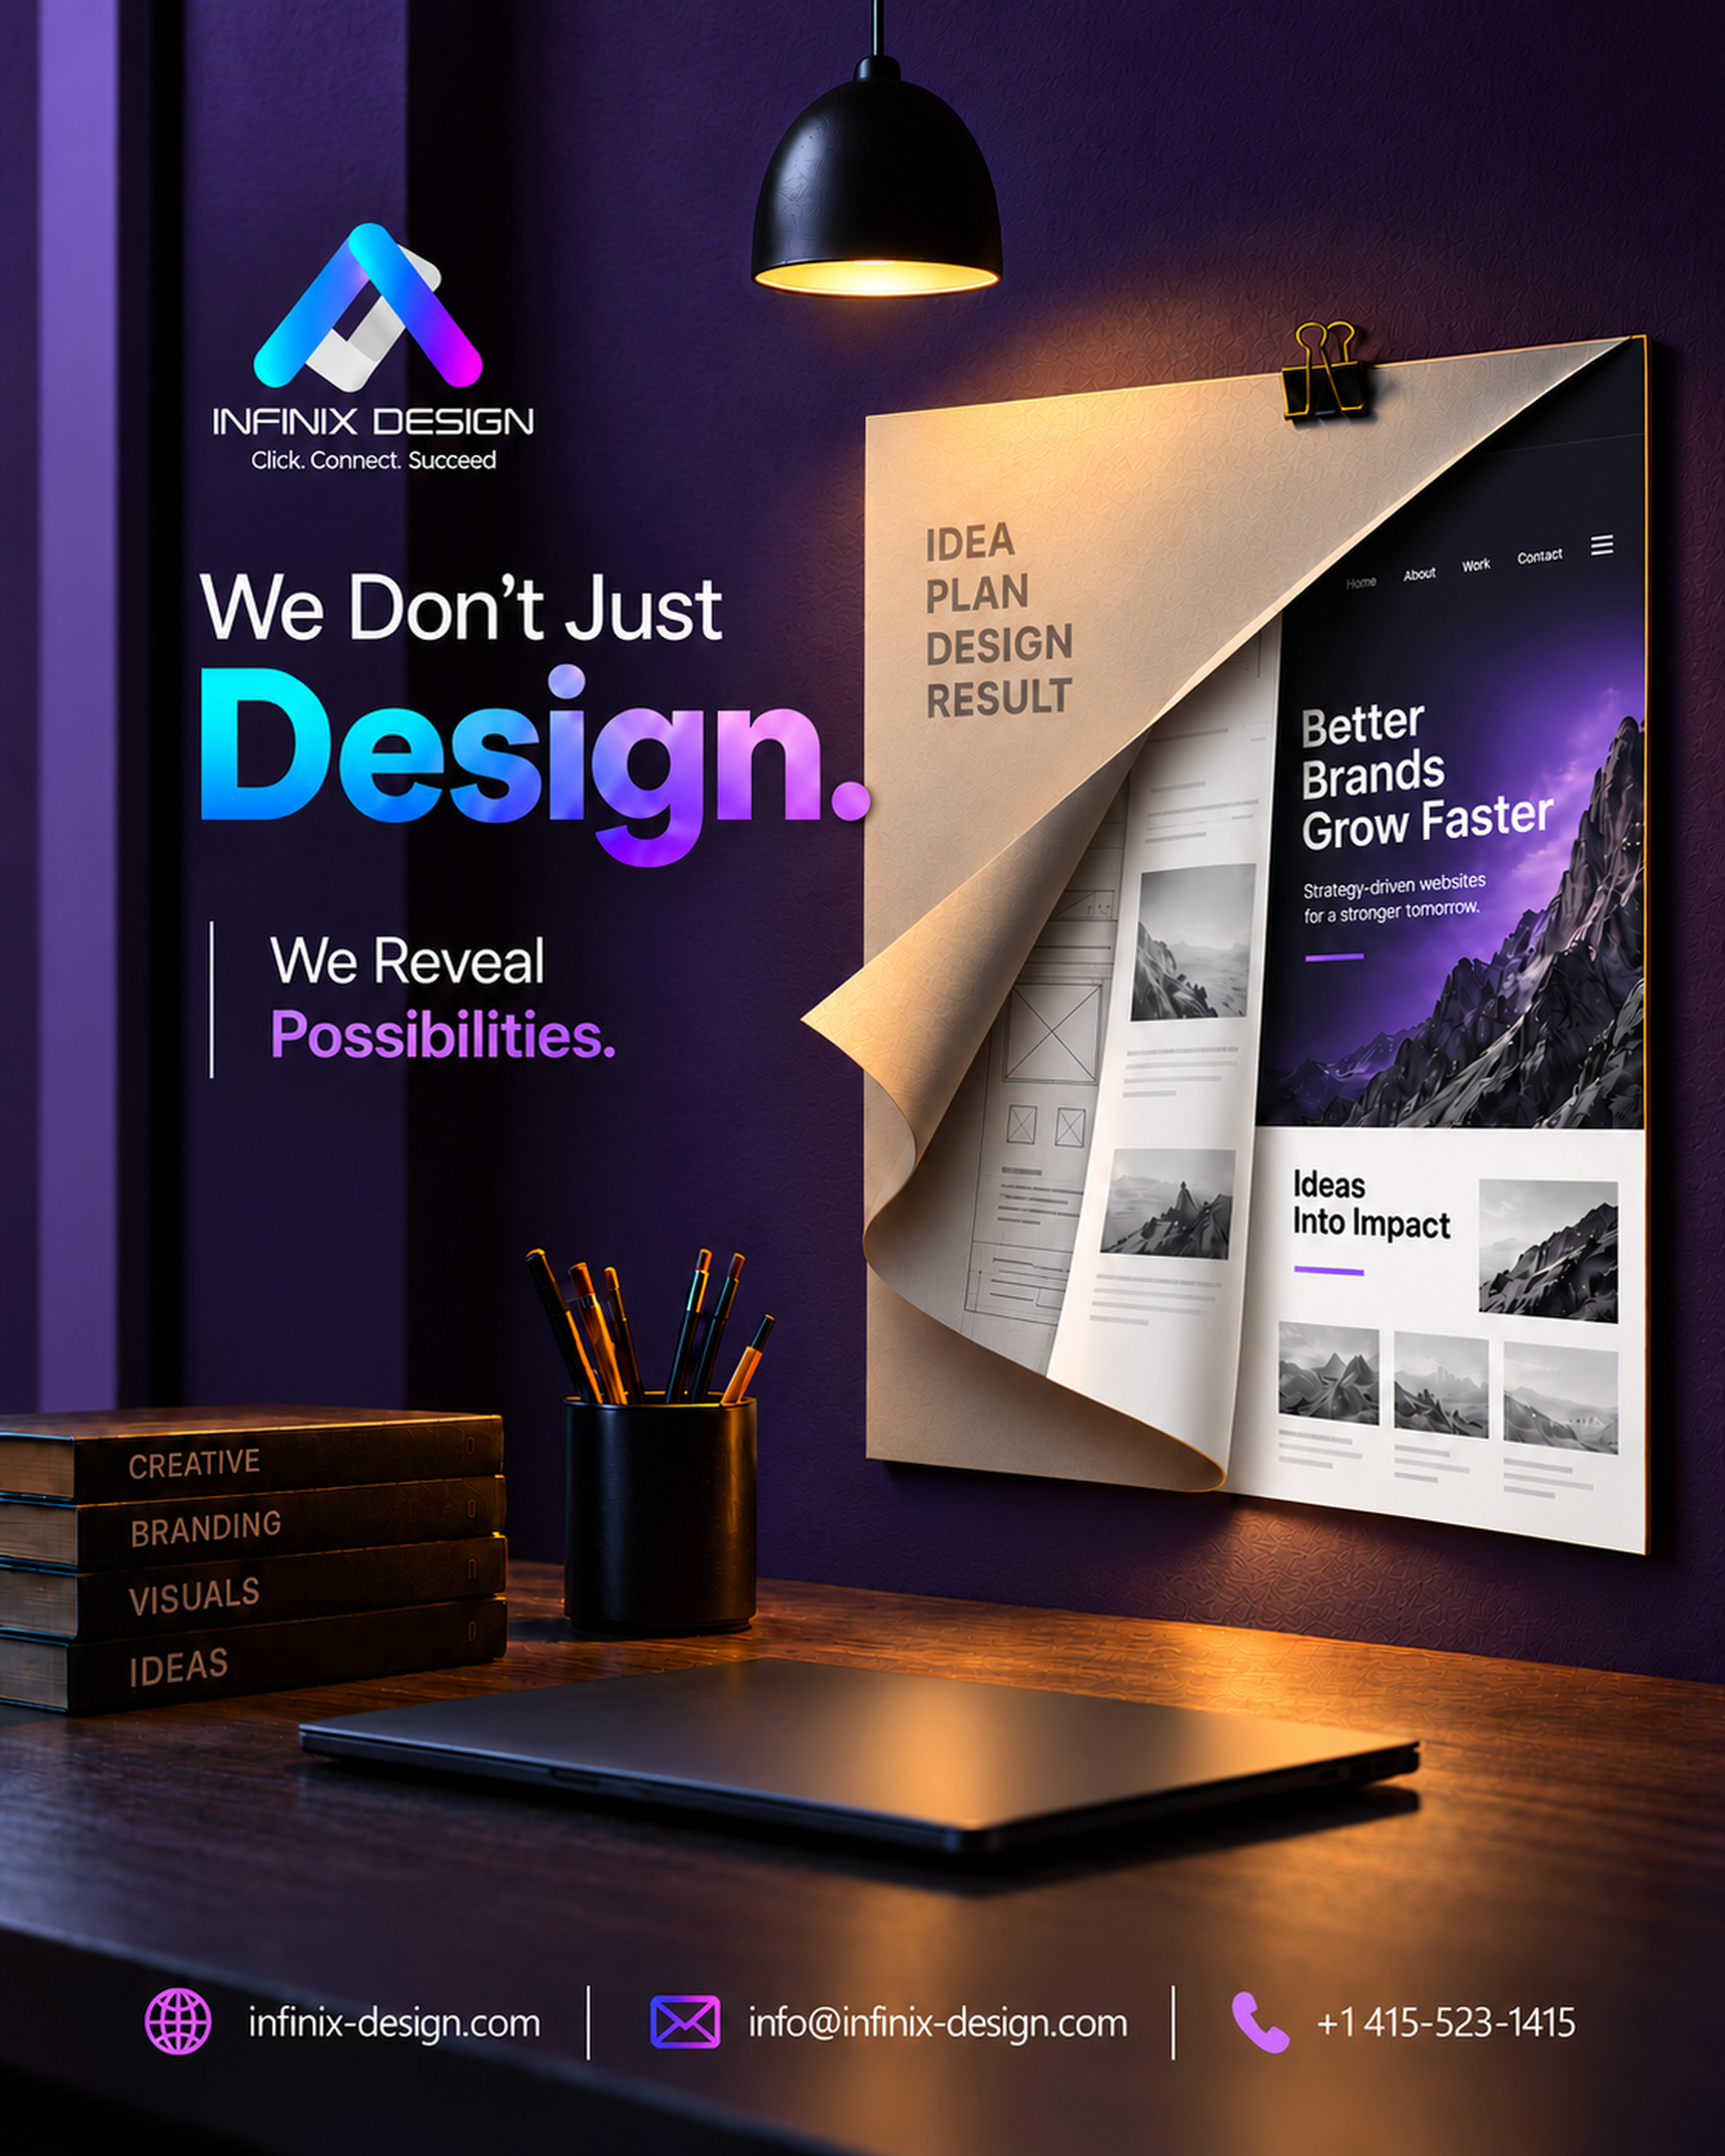 INFINIX DESIGN
Click. Connect. Succeed
We Don't Just
Design.
We Reveal
Possibilities.
IDEA
PLAN
DESIGN
RESULT
Home About Work Contact
Better
Brands
Grow Faster
Strategy-driven websites
for a stronger tomorrow.
Ideas
Into Impact
CREATIVE
BRANDING
VISUALS
IDEAS
infinix-design.com
info@infinix-design.com
+1 415-523-1415